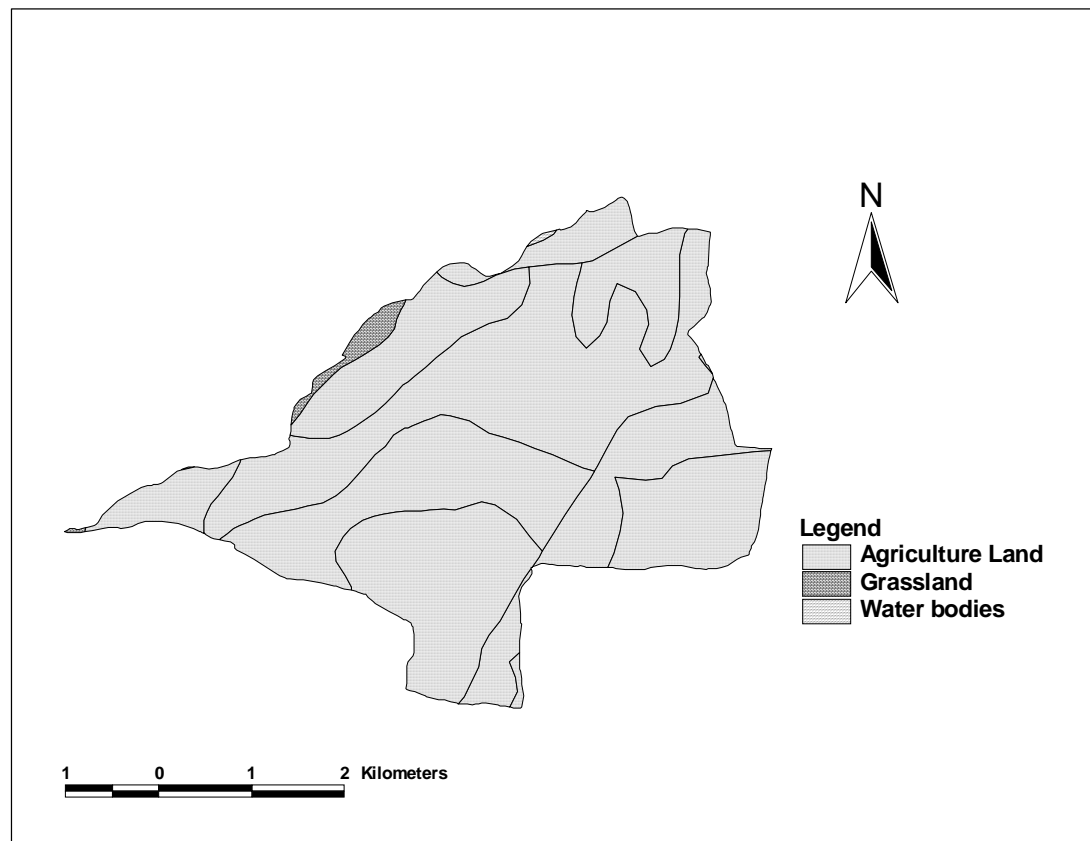 N
Legend
Agriculture Land
Grassland
Water bodies
1 0 1 2 Kilometers